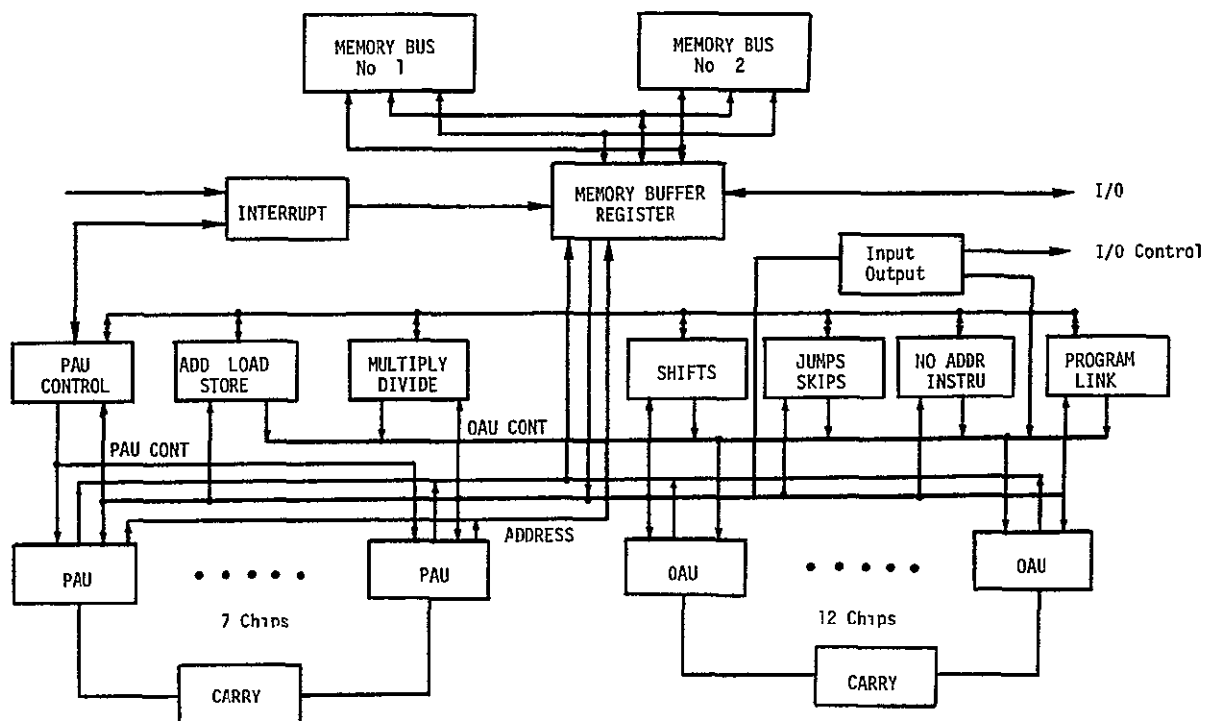 MEMORY BUS
No 1
MEMORY BUS
No 2
INTERRUPT
MEMORY BUFFER
REGISTER
I/O
Input
Output
I/O Control
PAU
CONTROL
ADD LOAD
STORE
MULTIPLY
DIVIDE
SHIFTS
JUMPS
SKIPS
NO ADDR
INSTRU
PROGRAM
LINK
OAU CONT
PAU CONT
ADDRESS
PAU
PAU
OAU
OAU
7 Chips
12 Chips
CARRY
CARRY